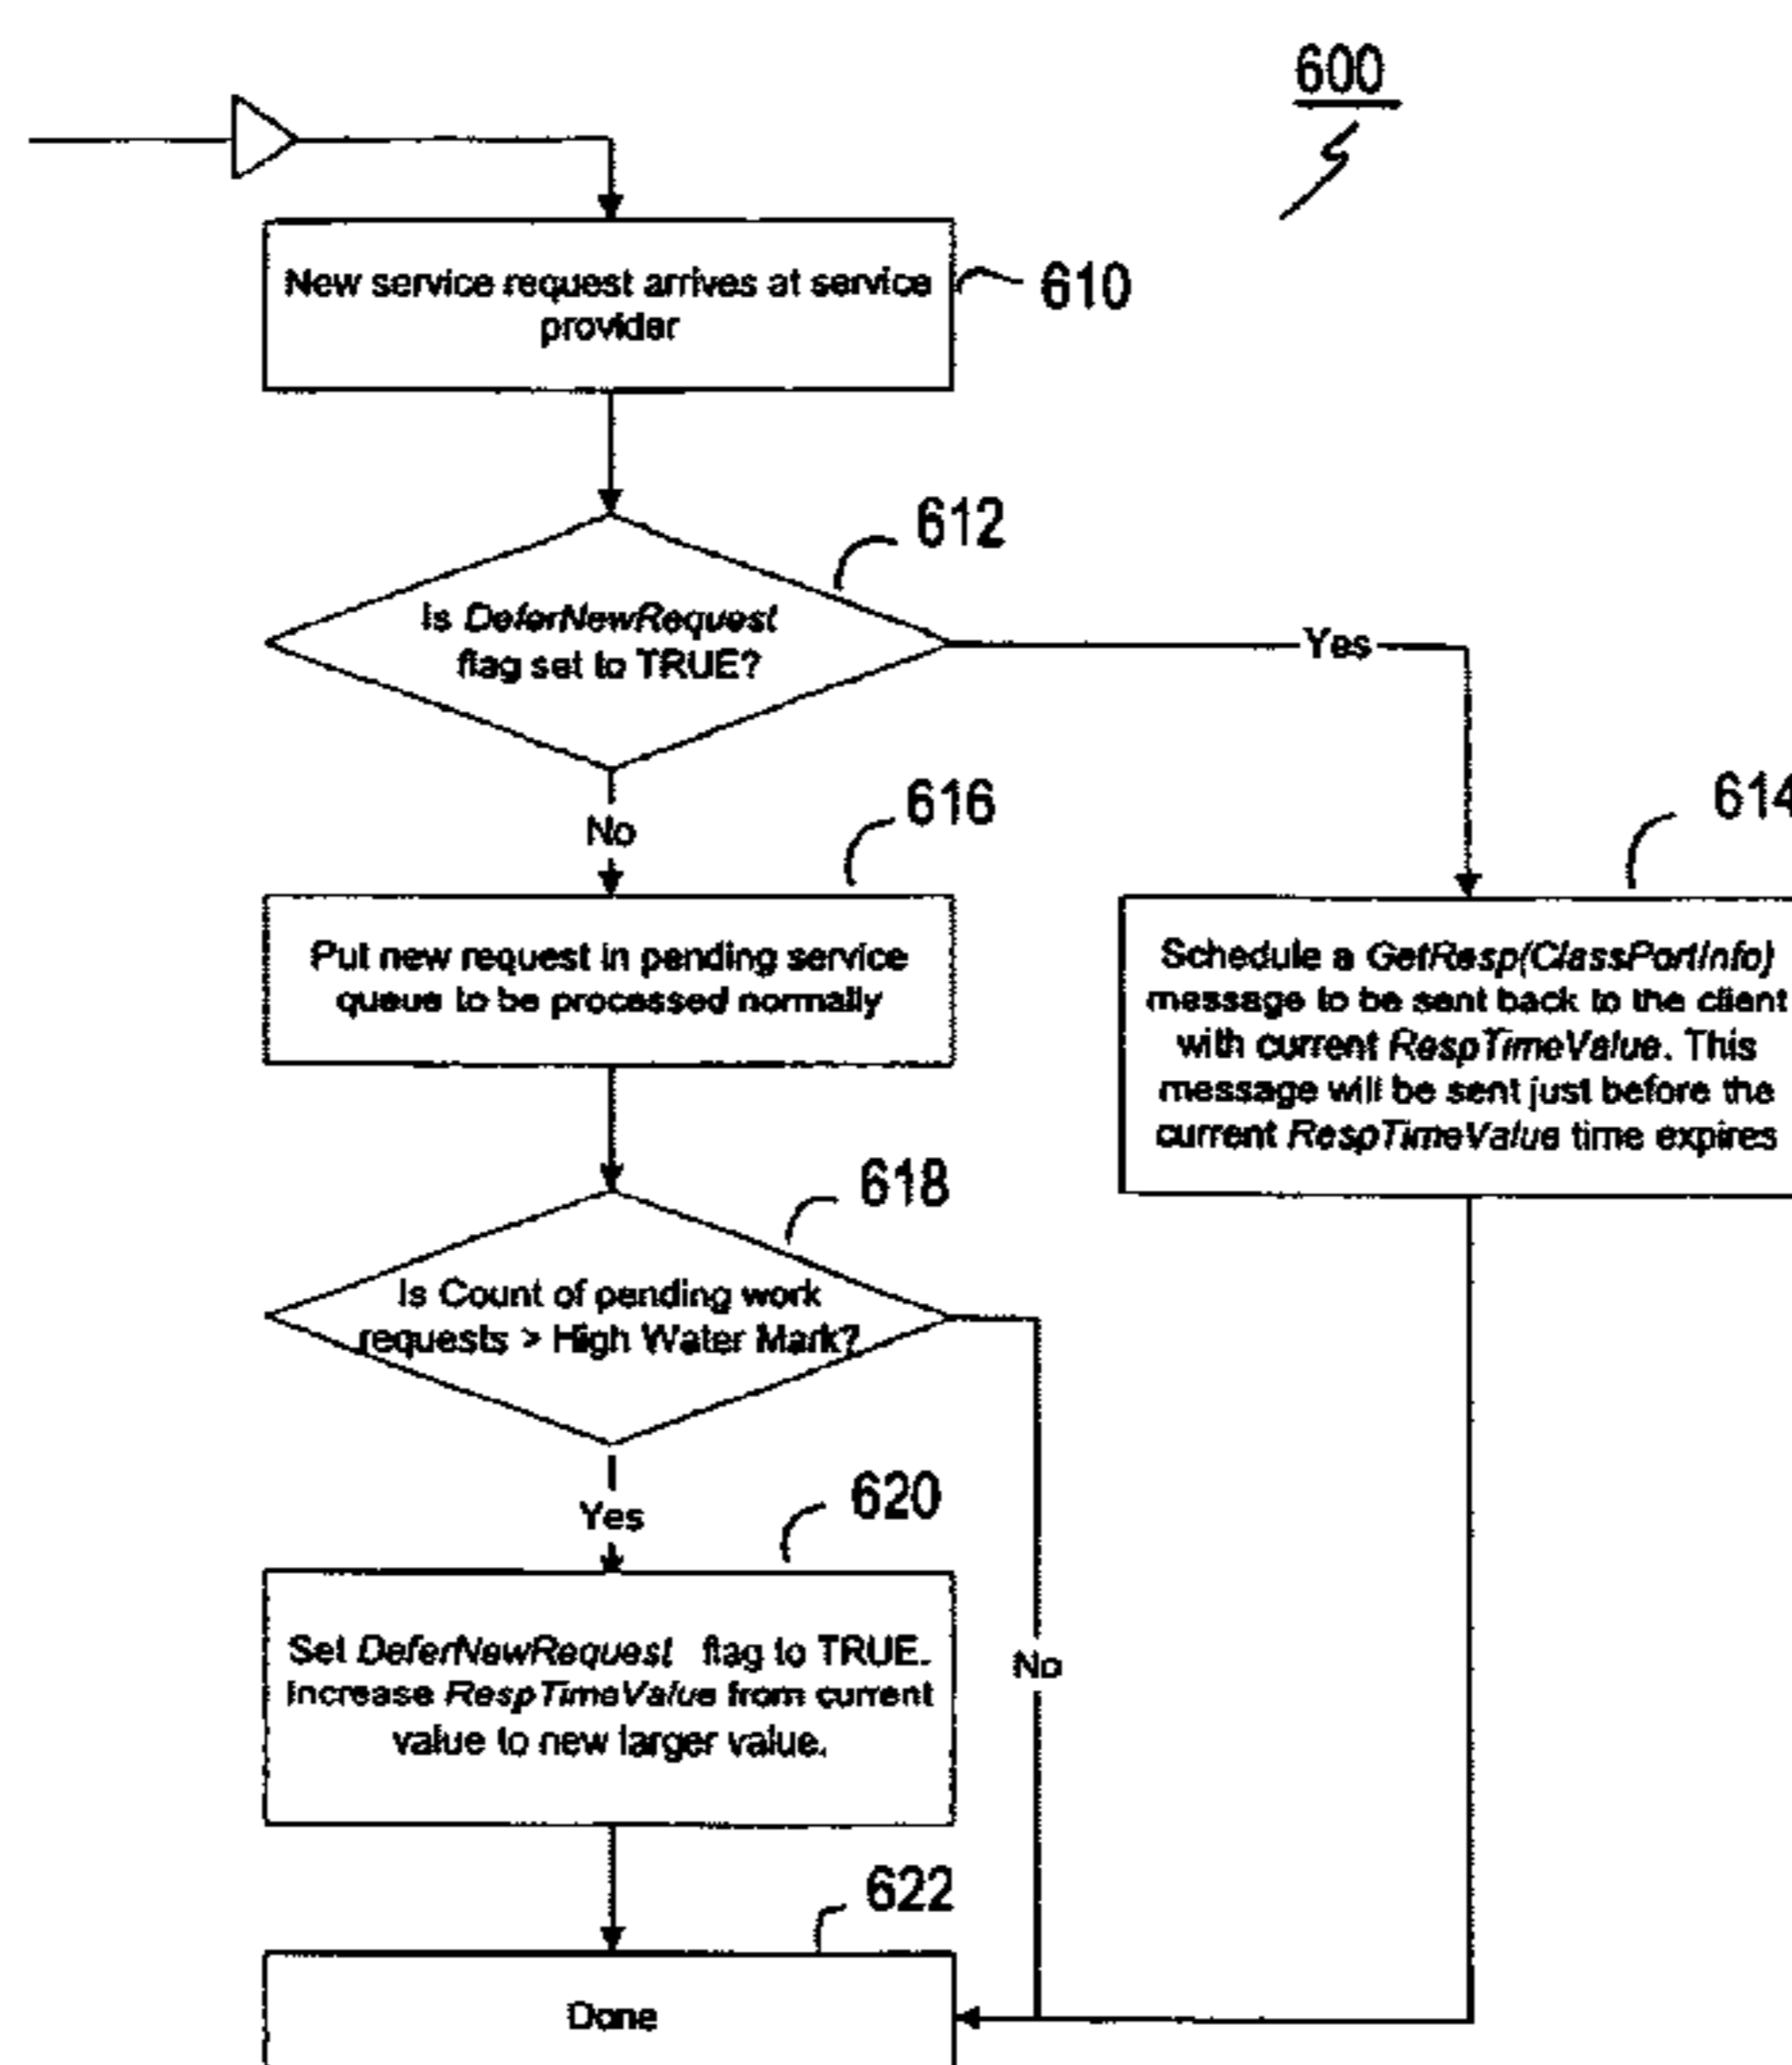 600
New service request arrives at service
provider
610
612
Is DeferNewRequest
flag set to TRUE?
Yes
No
616
614
Put new request in pending service
queue to be processed normally
Schedule a GetResp(ClassPortInfo)
message to be sent back to the client
with current RespTimeValue. This
message will be sent just before the
current RespTimeValue time expires
618
Is Count of pending work
requests > High Water Mark?
Yes
620
No
Set DeferNewRequest flag to TRUE.
Increase RespTimeValue from current
value to new larger value.
622
Done